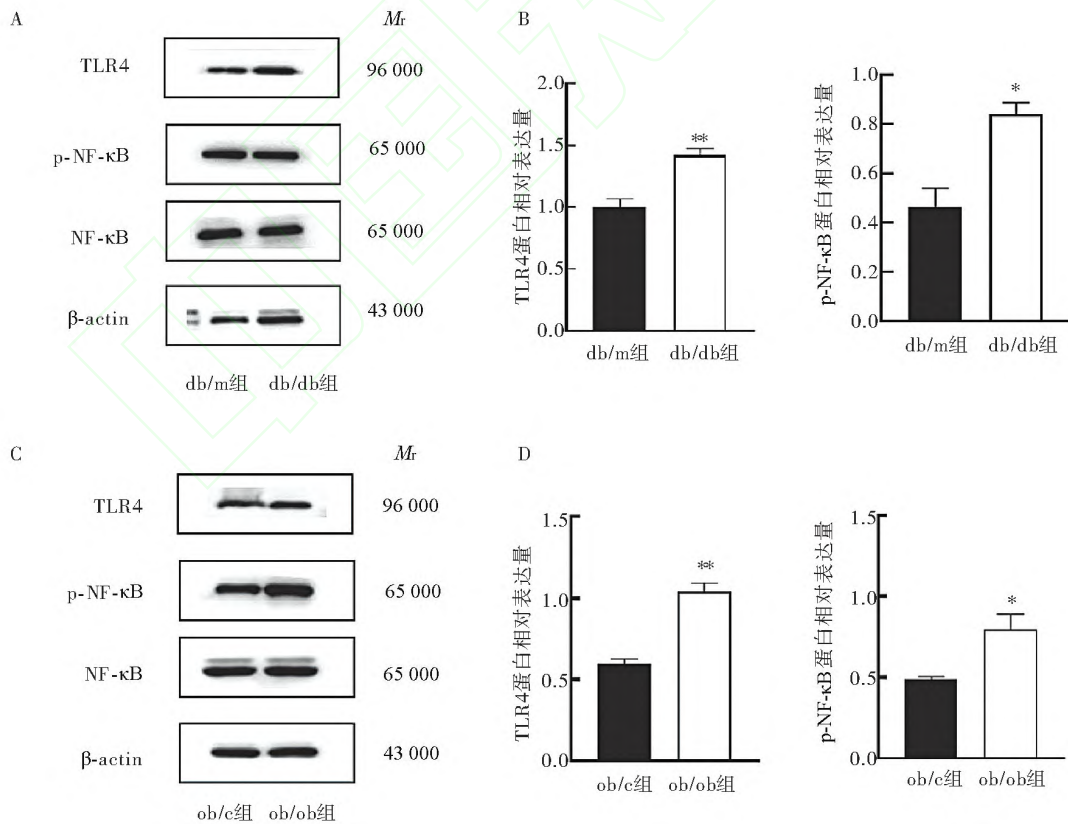 A
Mr
TLR4
96 000
p-NF-κB
65 000
NF-κB
65 000
β-actin
43 000
db/m组
db/db组
B
TLR4蛋白相对表达量
2.0
1.5
1.0
0.5
0.0
**
db/m组
db/db组
p-NF-κB蛋白相对表达量
1.0
0.8
0.6
0.4
0.2
0.0
*
db/m组
db/db组
C
Mr
TLR4
96 000
p-NF-κB
65 000
NF-κB
65 000
β-actin
43 000
ob/c组
ob/ob组
D
TLR4蛋白相对表达量
1.5
1.0
0.5
0.0
**
ob/c组
ob/ob组
p-NF-κB蛋白相对表达量
1.5
1.0
0.5
0.0
*
ob/c组
ob/ob组